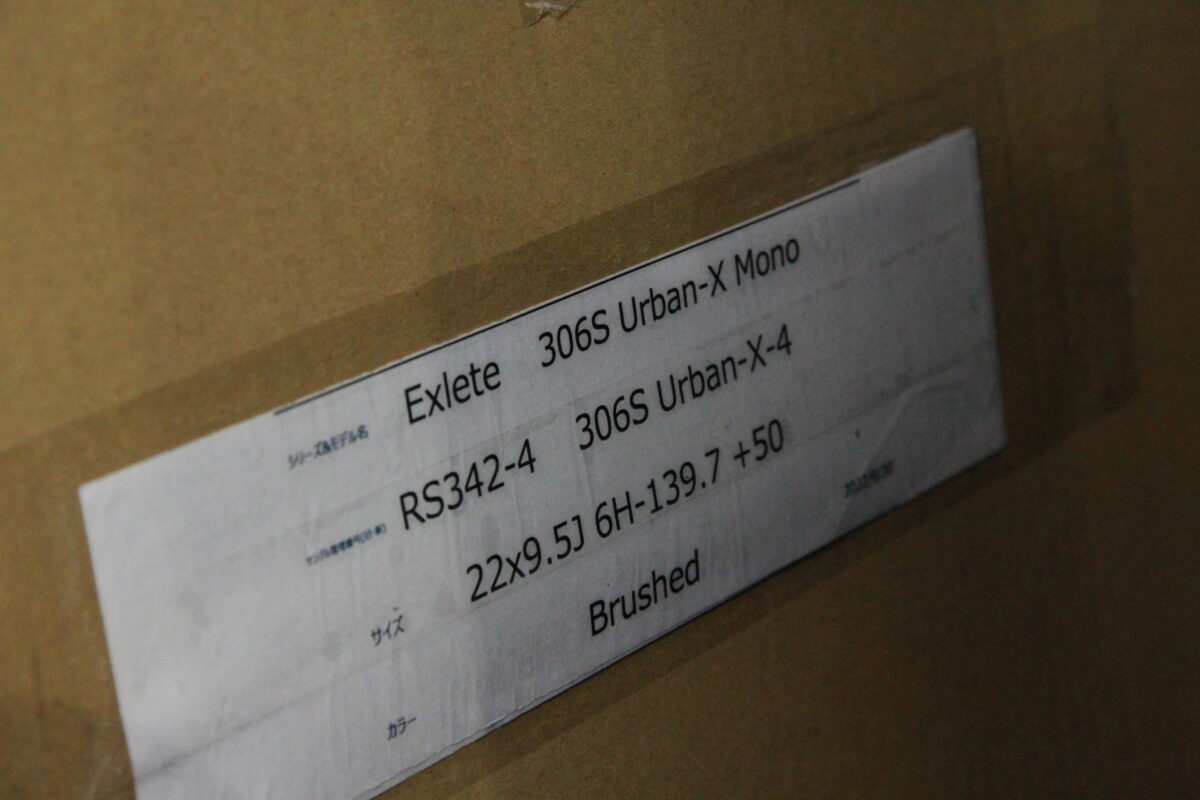 シリーズ&モデル名 Exlete 306S Urban-X Mono
RS342-4 306S Urban-X-4
サイズ 22x9.5J 6H-139.7 +50
カラー Brushed